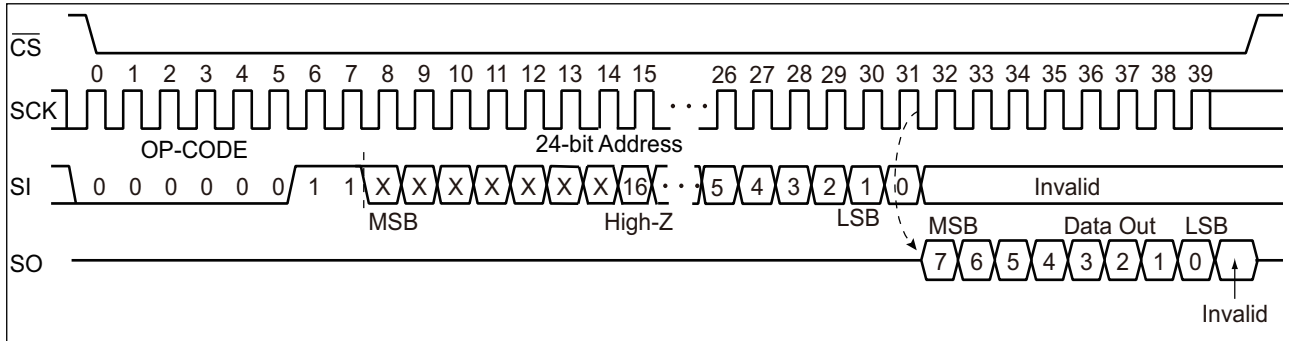 CS
0 1 2 3 4 5 6 7 8 9 10 11 12 13 14 15 26 27 28 29 30 31 32 33 34 35 36 37 38 39
SCK
OP-CODE 24-bit Address
SI 0 0 0 0 0 0 1 1 X X X X X X X 16 5 4 3 2 1 0 Invalid
MSB High-Z LSB MSB Data Out LSB
SO 7 6 5 4 3 2 1 0
Invalid